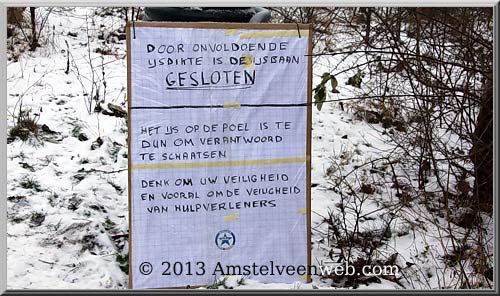 DOOR ONVOLDOENDE
IJSDIKTE IS DE IJSBAAN
GESLOTEN
HET IJS OP DE POEL IS TE
DUN OM VERANTWOORD
TE SCHAATSEN
DENK OM UW VEILIGHEID
EN VOORAL OM DE VEILIGHEID
VAN HULPVERLENERS
© 2013 Amstelveenweb.com